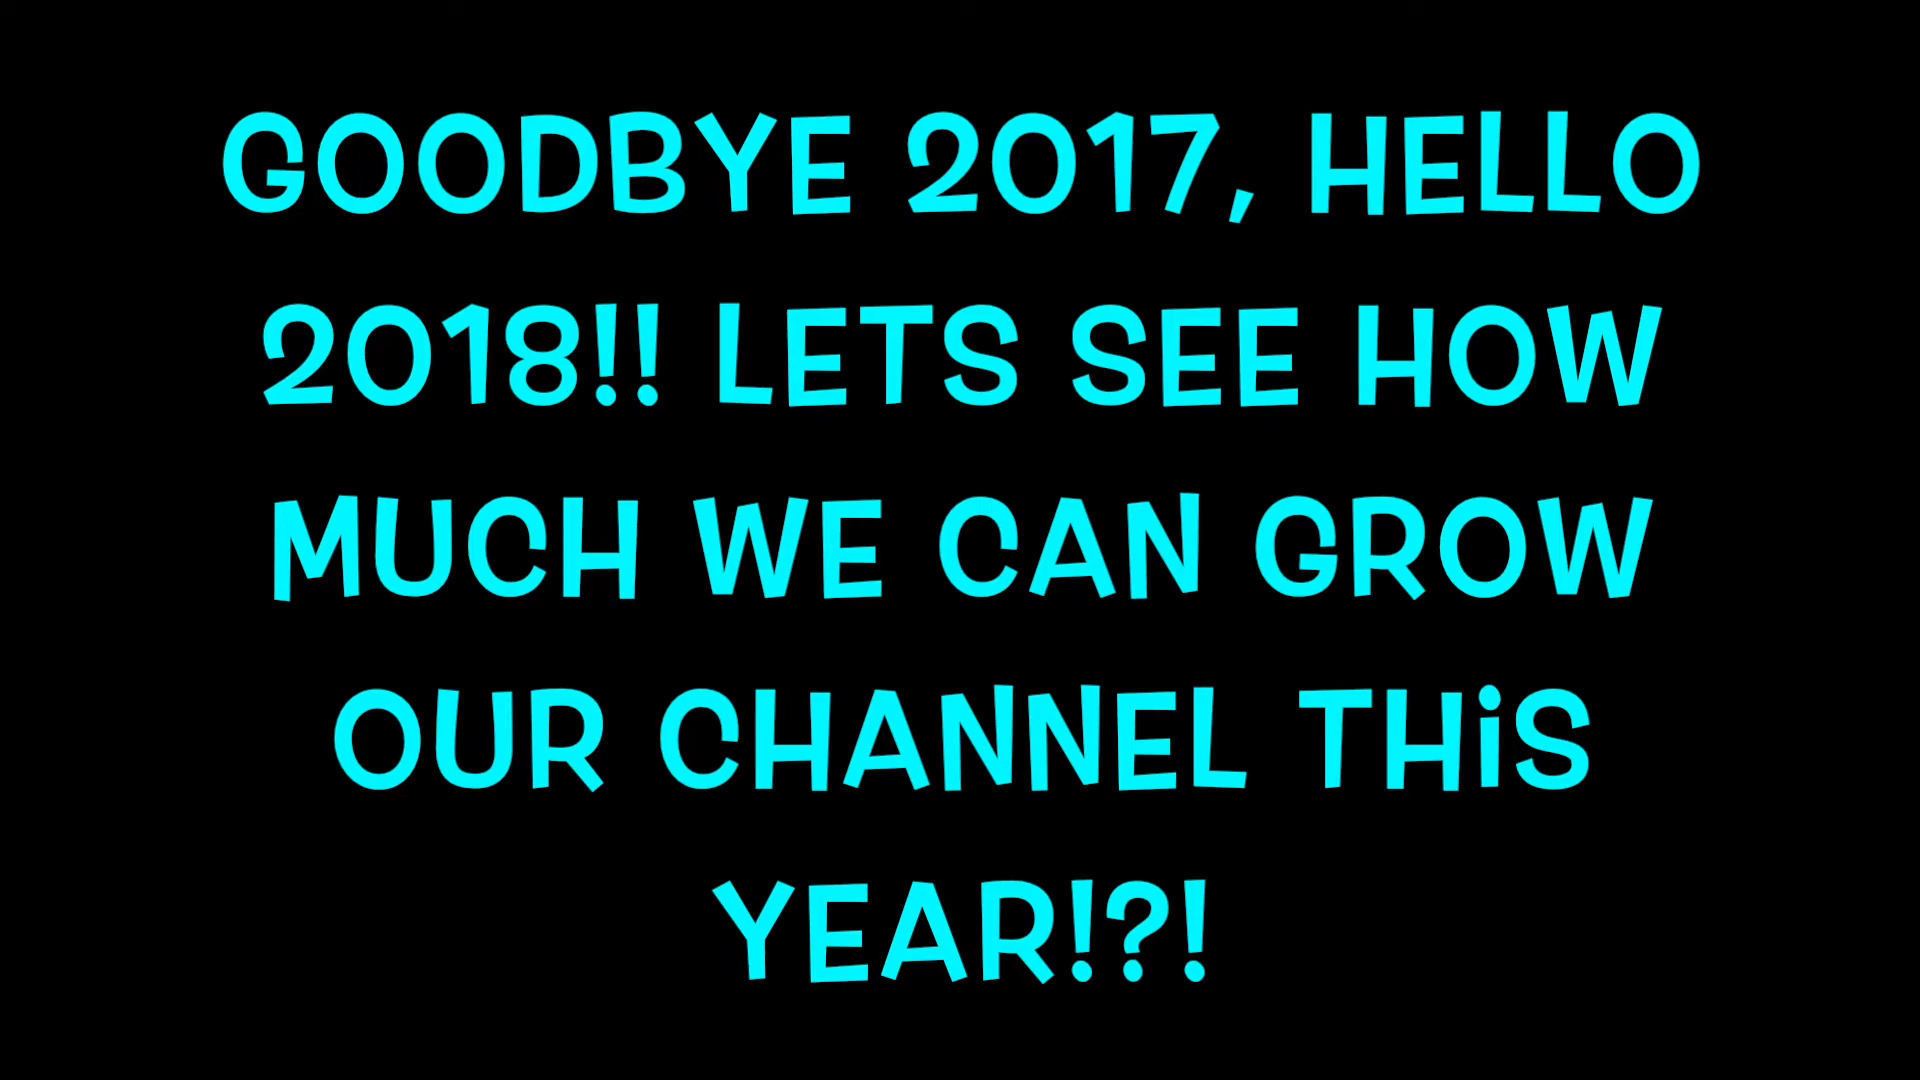 GOODBYE 2017, HELLO
2018!! LETS SEE HOW
MUCH WE CAN GROW
OUR CHANNEL THiS
YEAR!?!